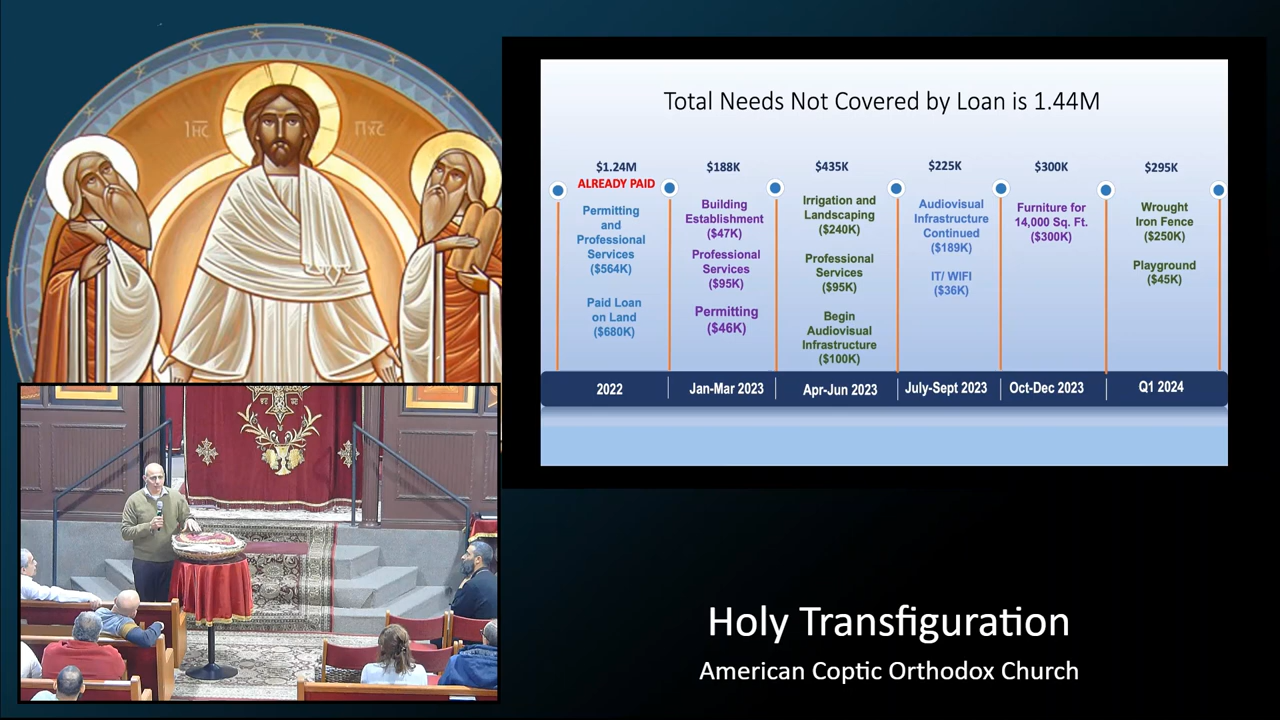 ΙΗC
ΠΧC
Total Needs Not Covered by Loan is 1.44M
$1.24M
ALREADY PAID
Permitting
and
Professional
Services
($564K)
Paid Loan
on Land
($680K)
$188K
Building
Establishment
($47K)
Professional
Services
($95K)
Permitting
($46K)
$435K
Irrigation and
Landscaping
($240K)
Professional
Services
($95K)
Begin
Audiovisual
Infrastructure
($100K)
$225K
Audiovisual
Infrastructure
Continued
($189K)
IT/ WIFI
($36K)
$300K
Furniture for
14,000 Sq. Ft.
($300K)
$295K
Wrought
Iron Fence
($250K)
Playground
($45K)
2022
Jan-Mar 2023
Apr-Jun 2023
July-Sept 2023
Oct-Dec 2023
Q1 2024
Holy Transfiguration
American Coptic Orthodox Church